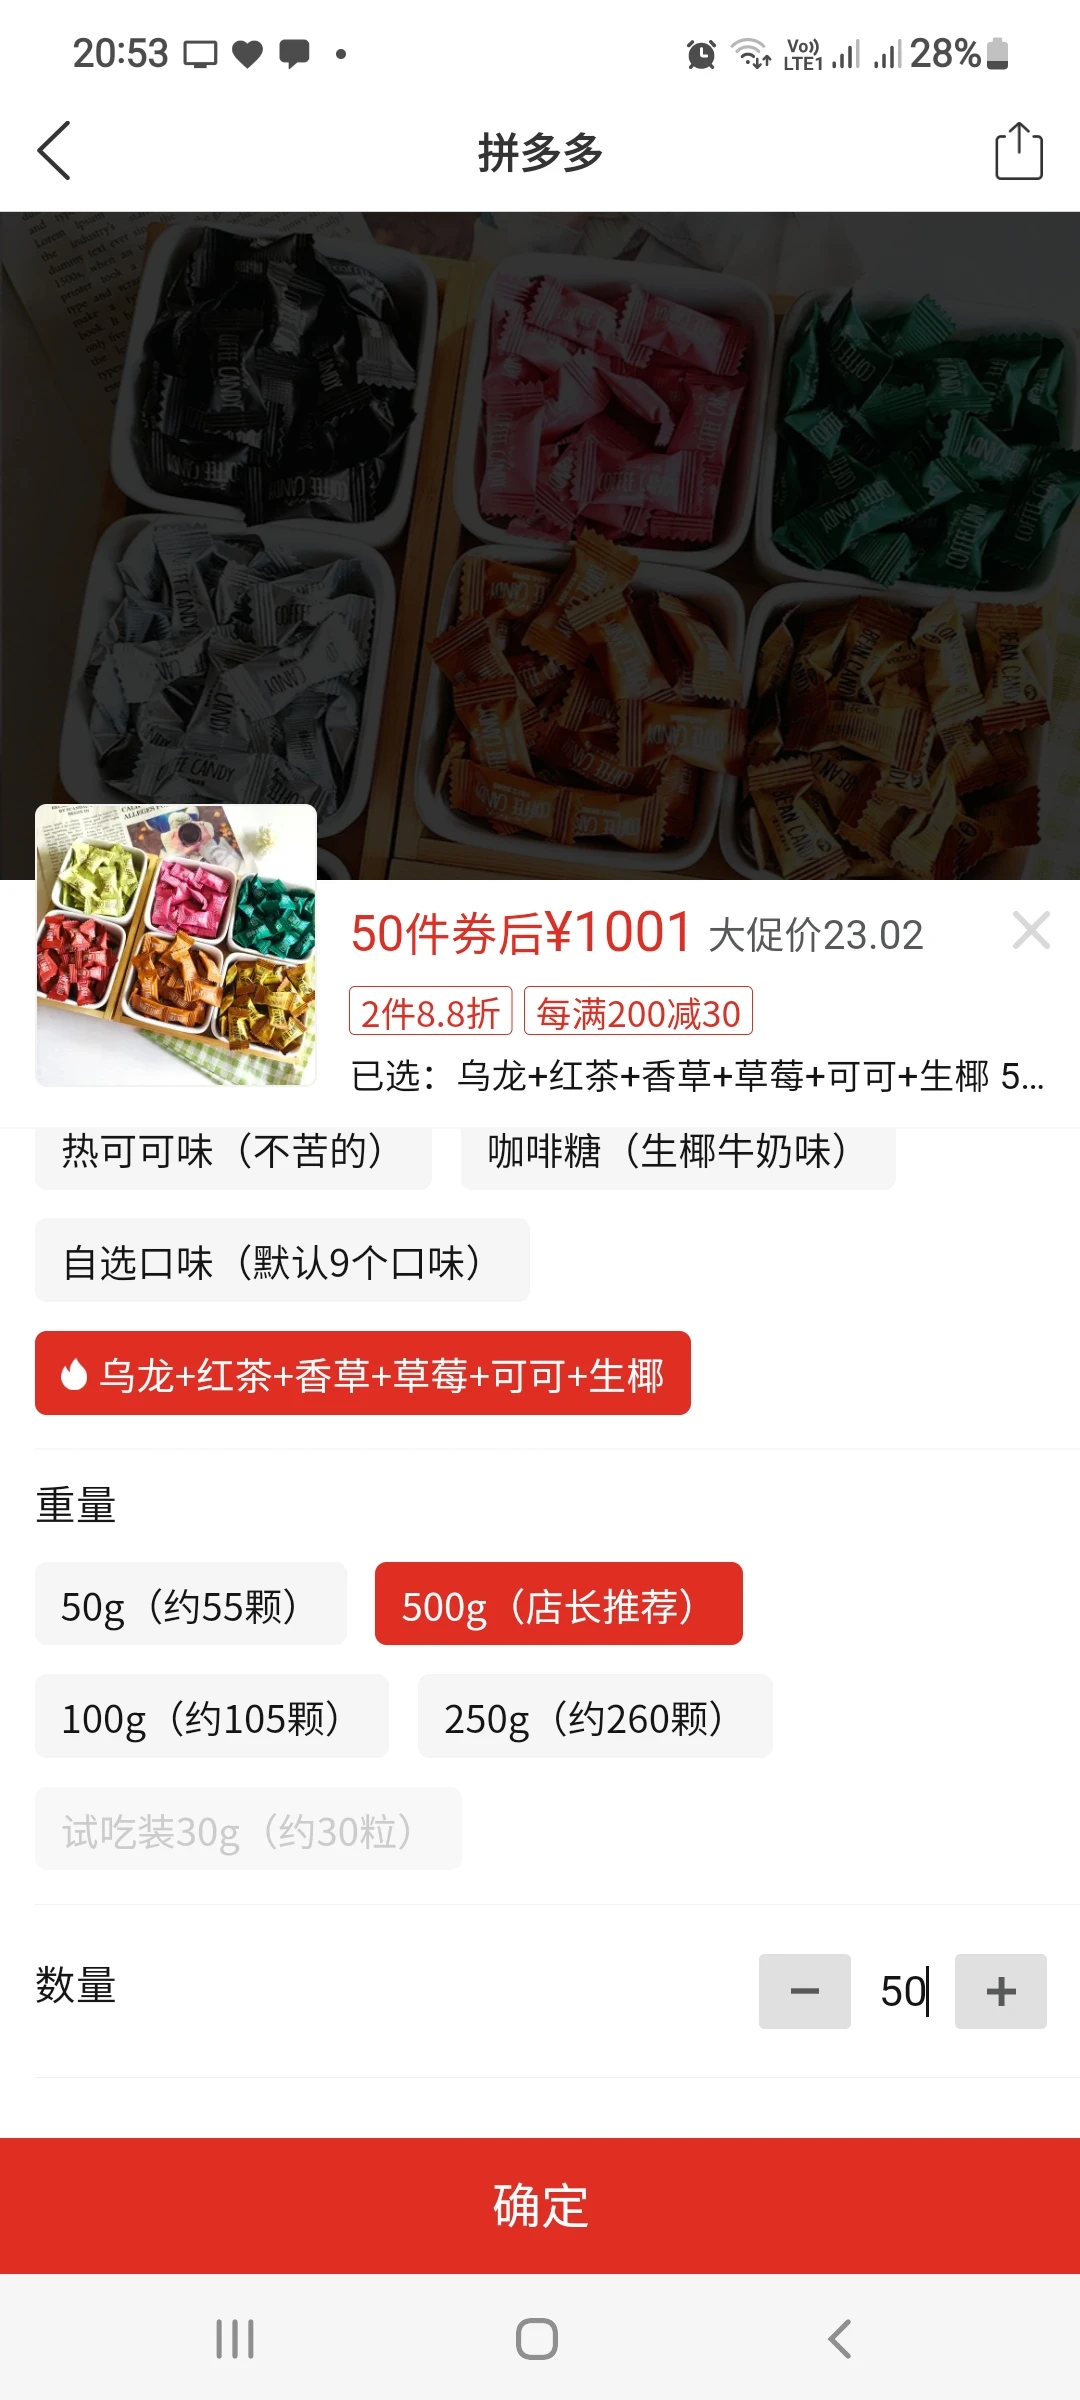 20:53
Vo)) LTE1 28%
拼多多
50件券后¥1001 大促价23.02
2件8.8折 每满200减30
已选：乌龙+红茶+香草+草莓+可可+生椰 5...
热可可味（不苦的） 咖啡糖（生椰牛奶味）
自选口味（默认9个口味）
乌龙+红茶+香草+草莓+可可+生椰
重量
50g（约55颗） 500g（店长推荐）
100g（约105颗） 250g（约260颗）
试吃装30g（约30粒）
数量 − 50 +
确定